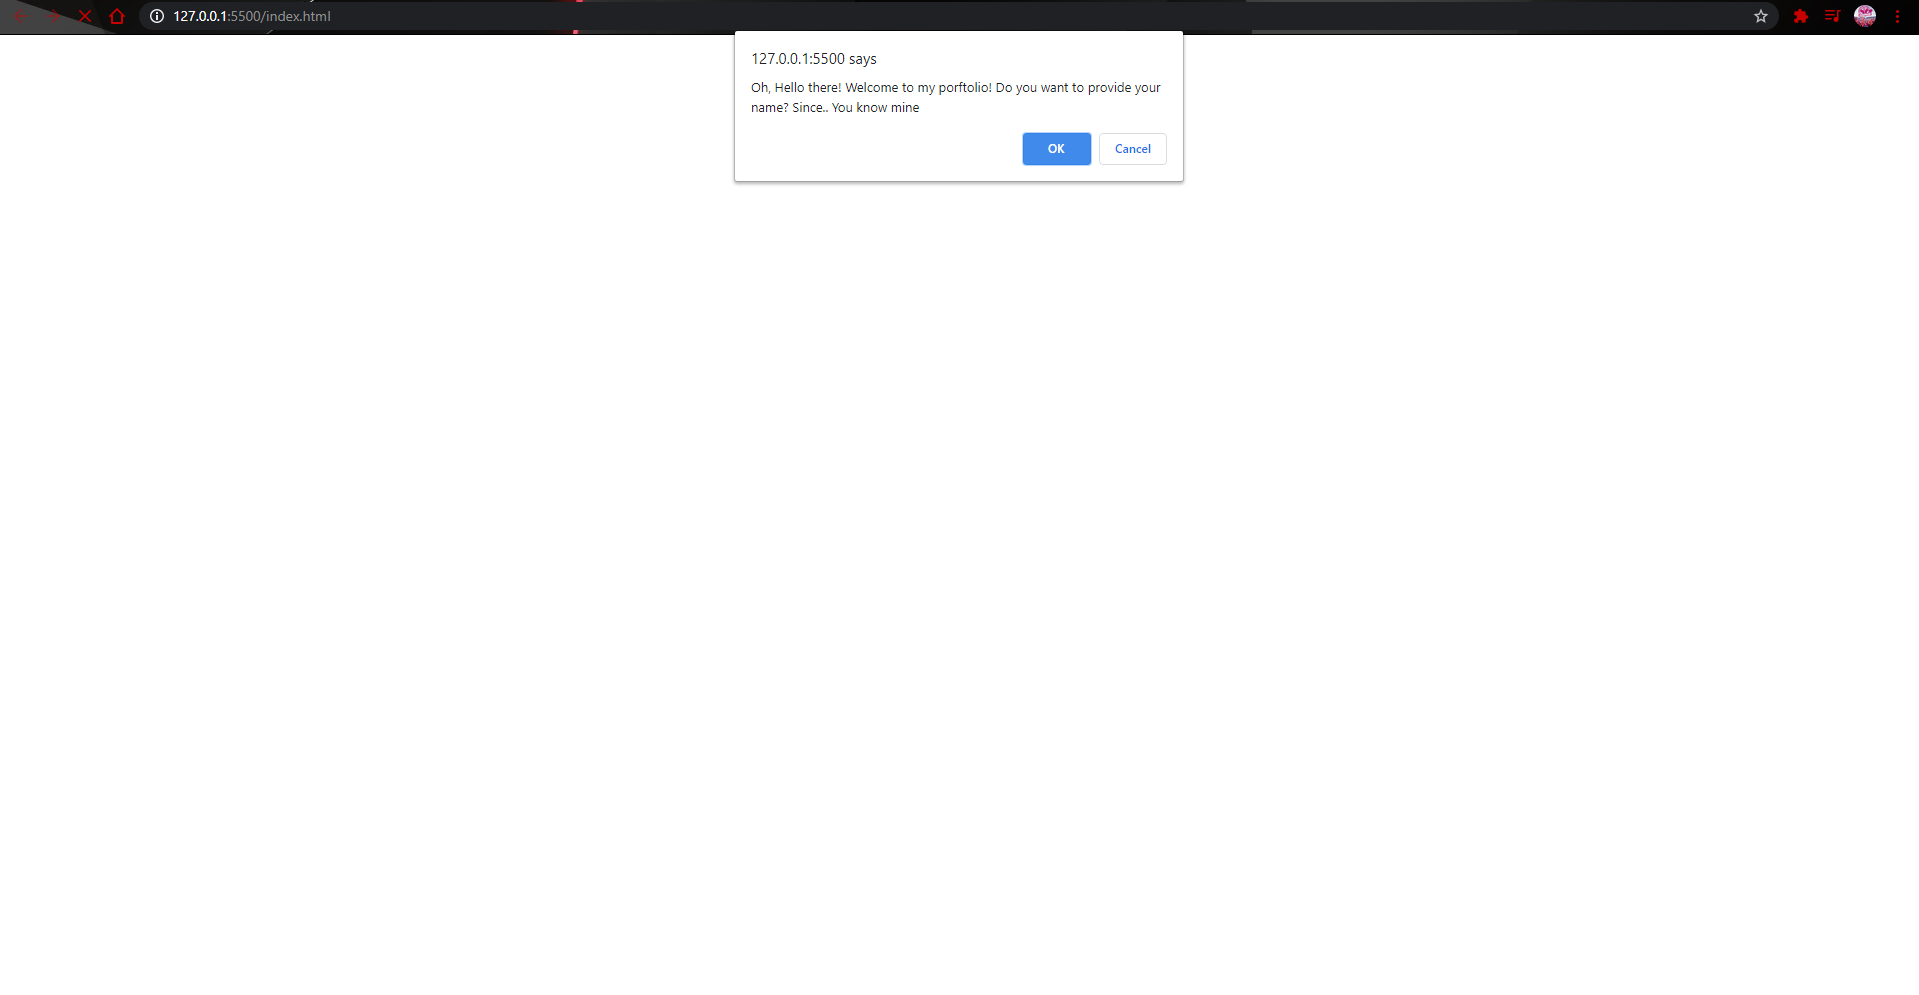 127.0.0.1:5500/index.html
127.0.0.1:5500 says
Oh, Hello there! Welcome to my porftolio! Do you want to provide your
name? Since.. You know mine
OK
Cancel